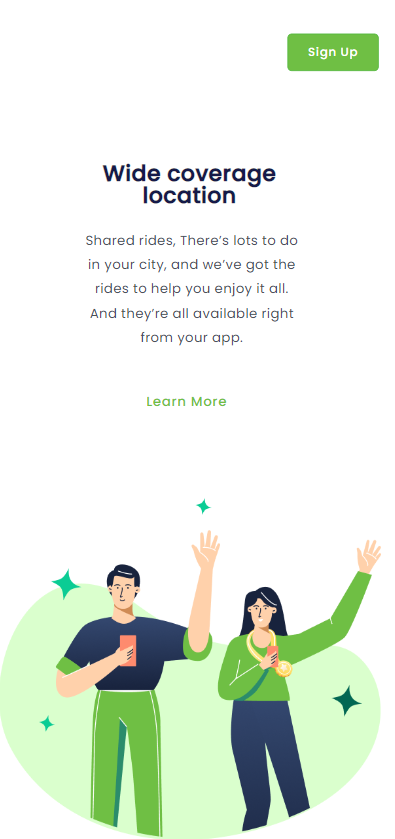 Sign Up
Wide coverage
location
Shared rides, There's lots to do
in your city, and we've got the
rides to help you enjoy it all.
And they're all available right
from your app.
Learn More